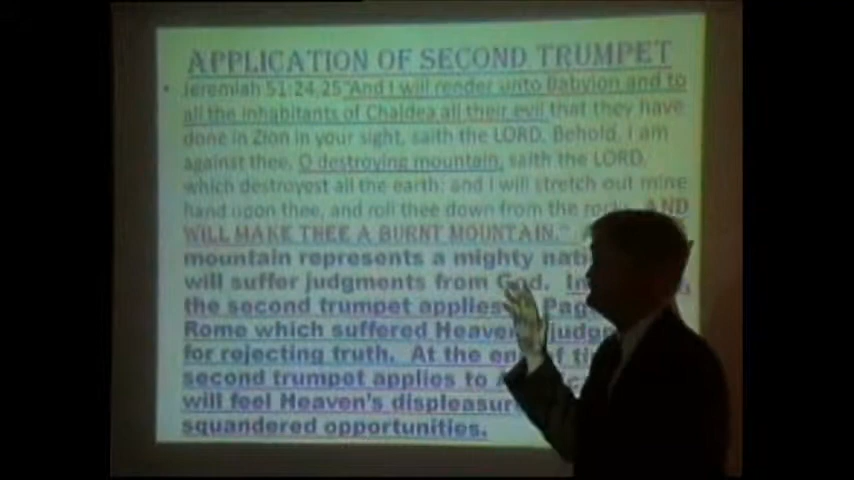 APPLICATION OF SECOND TRUMPET
• Jeremiah 51:24,25 "And I will render unto Babylon and to
all the inhabitants of Chaldea all their evil that they have
done in Zion in your sight, saith the LORD. Behold, I am
against thee, O destroying mountain, saith the LORD,
which destroyest all the earth: and I will stretch out mine
hand upon thee, and roll thee down from the rocks, AND
WILL MAKE THEE A BURNT MOUNTAIN."
mountain represents a mighty nati
will suffer judgments from God.
the second trumpet applies Pag
Rome which suffered Heaven judg
for rejecting truth. At the en of ti
second trumpet applies to A
will feel Heaven's displeasur
squandered opportunities.